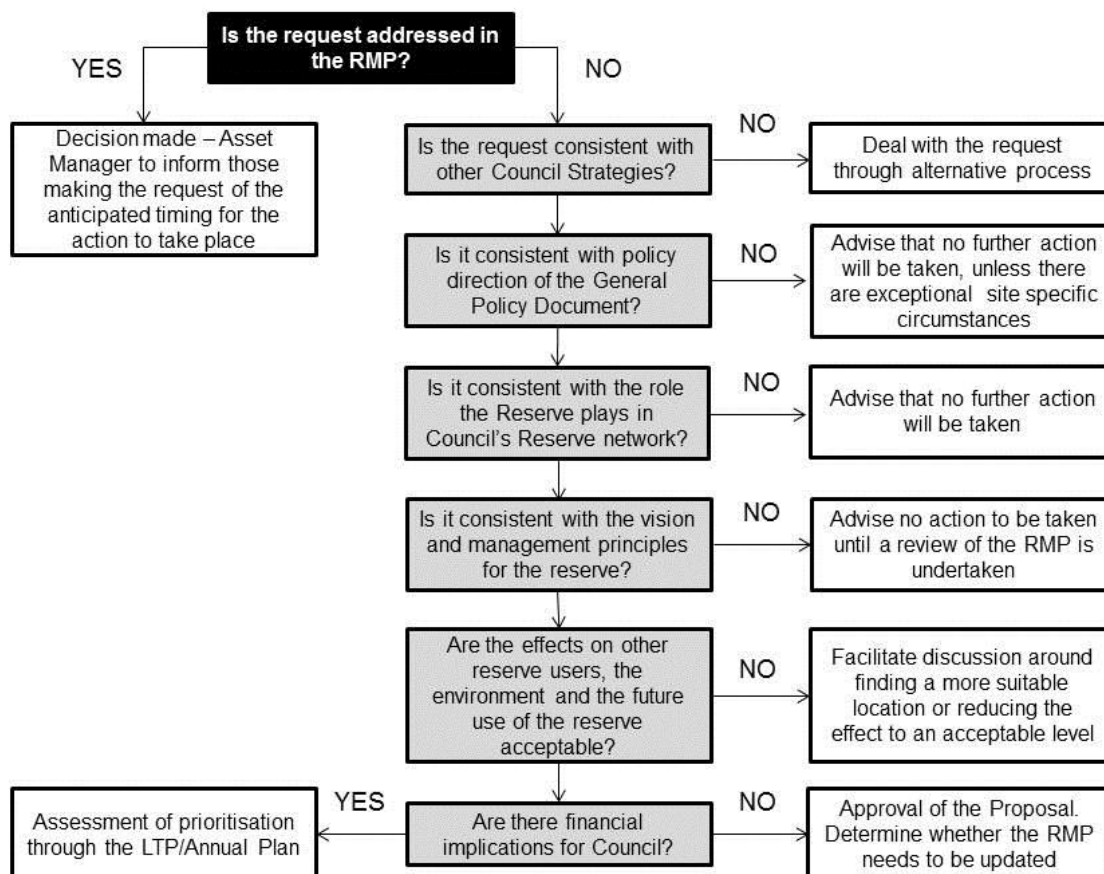 Is the request addressed in
the RMP?
YES
NO
Decision made – Asset
Manager to inform those
making the request of the
anticipated timing for the
action to take place
Is the request consistent with
other Council Strategies?
NO
Deal with the request
through alternative process
Is it consistent with policy
direction of the General
Policy Document?
NO
Advise that no further action
will be taken, unless there
are exceptional site specific
circumstances
Is it consistent with the role
the Reserve plays in
Council's Reserve network?
NO
Advise that no further action
will be taken
Is it consistent with the vision
and management principles
for the reserve?
NO
Advise no action to be taken
until a review of the RMP is
undertaken
Are the effects on other
reserve users, the
environment and the future
use of the reserve
acceptable?
NO
Facilitate discussion around
finding a more suitable
location or reducing the
effect to an acceptable level
Are there financial
implications for Council?
YES
Assessment of prioritisation
through the LTP/Annual Plan
NO
Approval of the Proposal.
Determine whether the RMP
needs to be updated